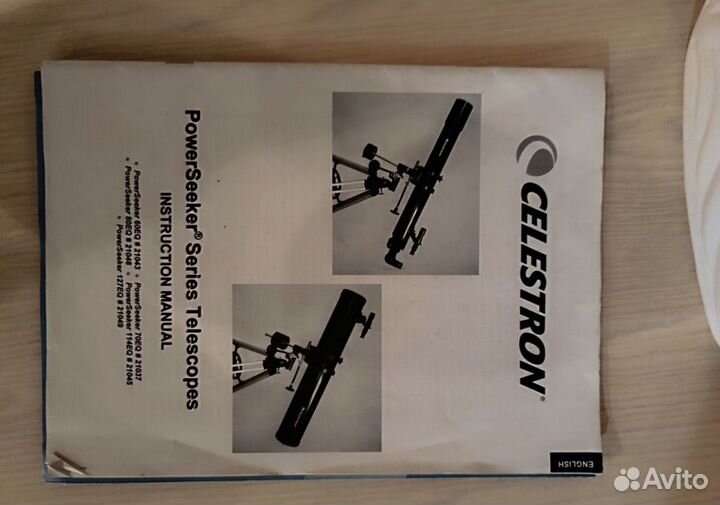 CELESTRON®
PowerSeeker® Series Telescopes
INSTRUCTION MANUAL
● PowerSeeker 60EQ # 21043 ● PowerSeeker 70EQ # 21037
● PowerSeeker 80EQ # 21048 ● PowerSeeker 114EQ # 21045
● PowerSeeker 127EQ # 21049
ENGLISH
Avito